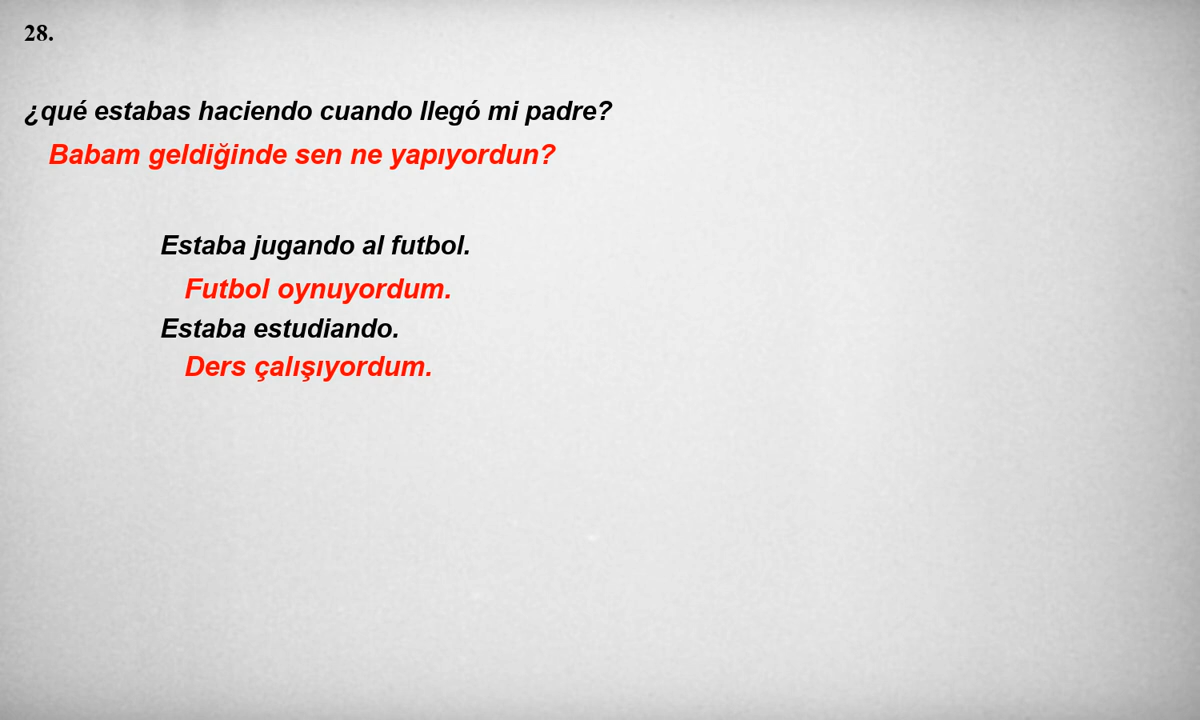 28.
¿qué estabas haciendo cuando llegó mi padre?
Babam geldiğinde sen ne yapıyordun?
Estaba jugando al futbol.
Futbol oynuyordum.
Estaba estudiando.
Ders çalışıyordum.